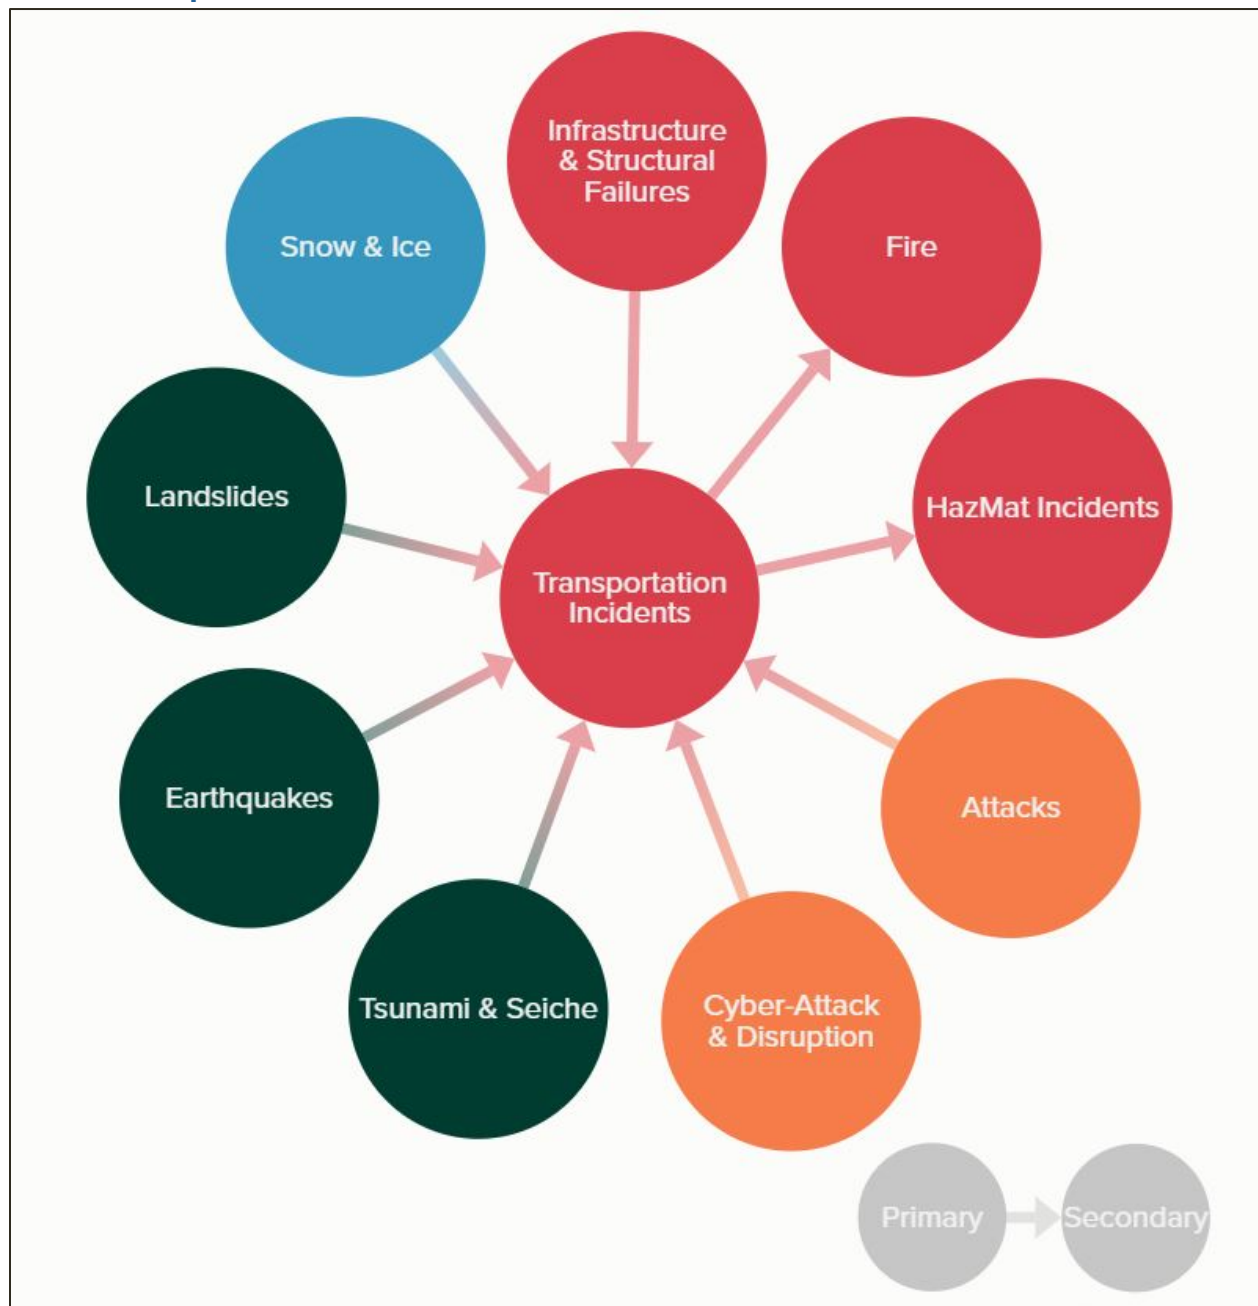 Infrastructure
& Structural
Failures
Snow & Ice
Fire
Landslides
HazMat Incidents
Transportation
Incidents
Earthquakes
Attacks
Tsunami & Seiche
Cyber-Attack
& Disruption
Primary
Secondary